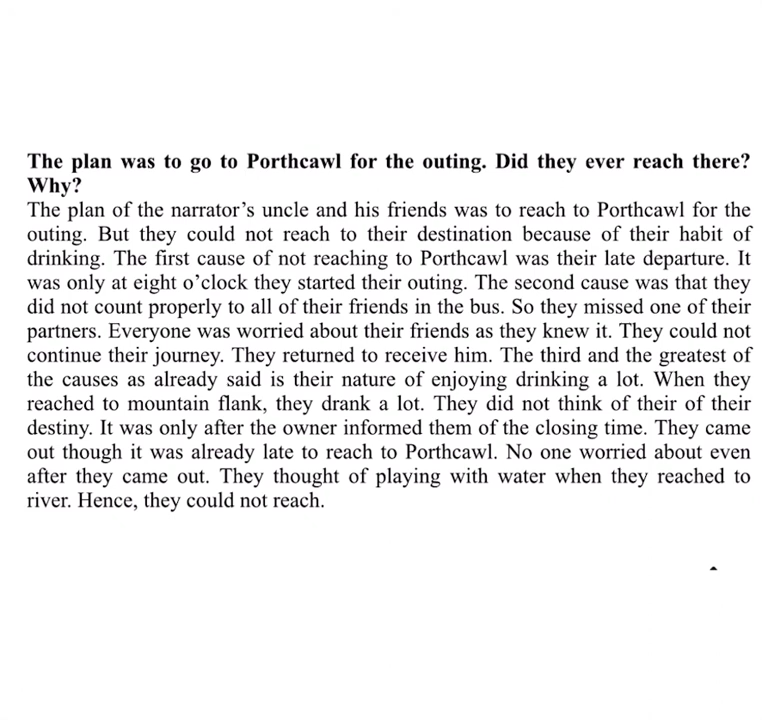 The plan was to go to Porthcawl for the outing. Did they ever reach there?
Why?
The plan of the narrator’s uncle and his friends was to reach to Porthcawl for the
outing. But they could not reach to their destination because of their habit of
drinking. The first cause of not reaching to Porthcawl was their late departure. It
was only at eight o’clock they started their outing. The second cause was that they
did not count properly to all of their friends in the bus. So they missed one of their
partners. Everyone was worried about their friends as they knew it. They could not
continue their journey. They returned to receive him. The third and the greatest of
the causes as already said is their nature of enjoying drinking a lot. When they
reached to mountain flank, they drank a lot. They did not think of their of their
destiny. It was only after the owner informed them of the closing time. They came
out though it was already late to reach to Porthcawl. No one worried about even
after they came out. They thought of playing with water when they reached to
river. Hence, they could not reach.